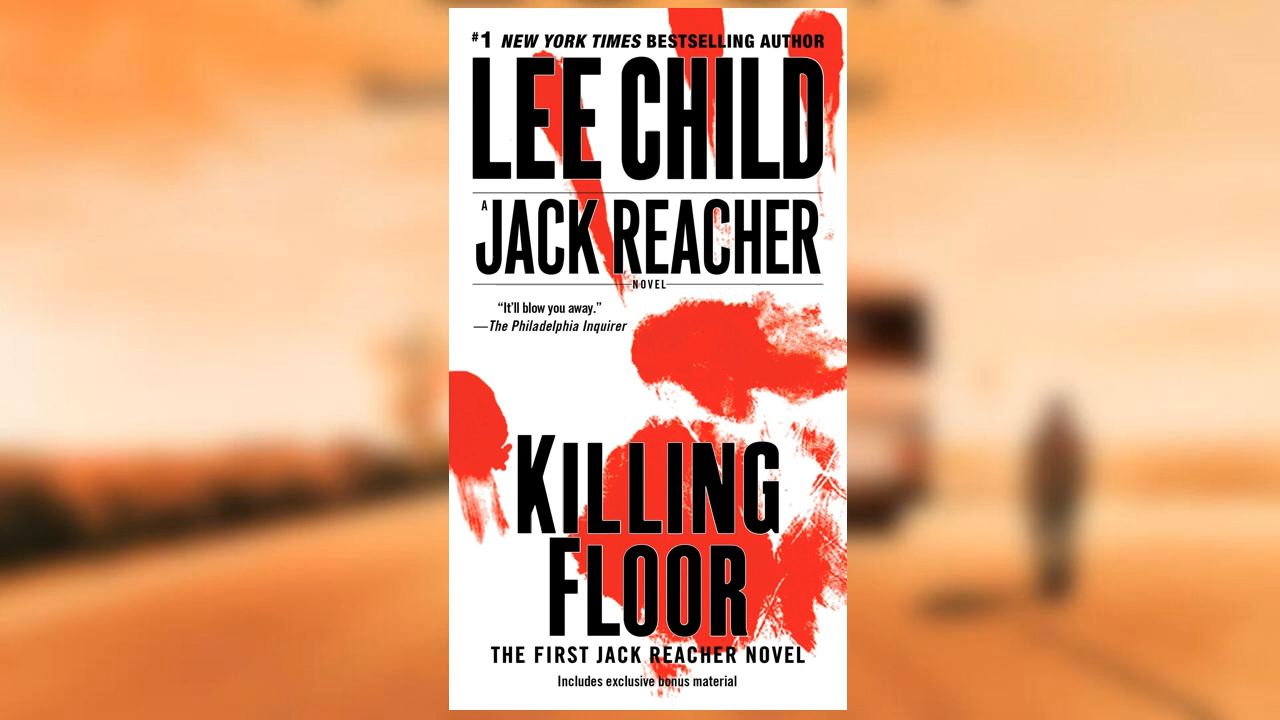 #1 NEW YORK TIMES BESTSELLING AUTHOR
LEE CHILD
A JACK REACHER
NOVEL
“It’ll blow you away.”
—The Philadelphia Inquirer
KILLING
FLOOR
THE FIRST JACK REACHER NOVEL
Includes exclusive bonus material